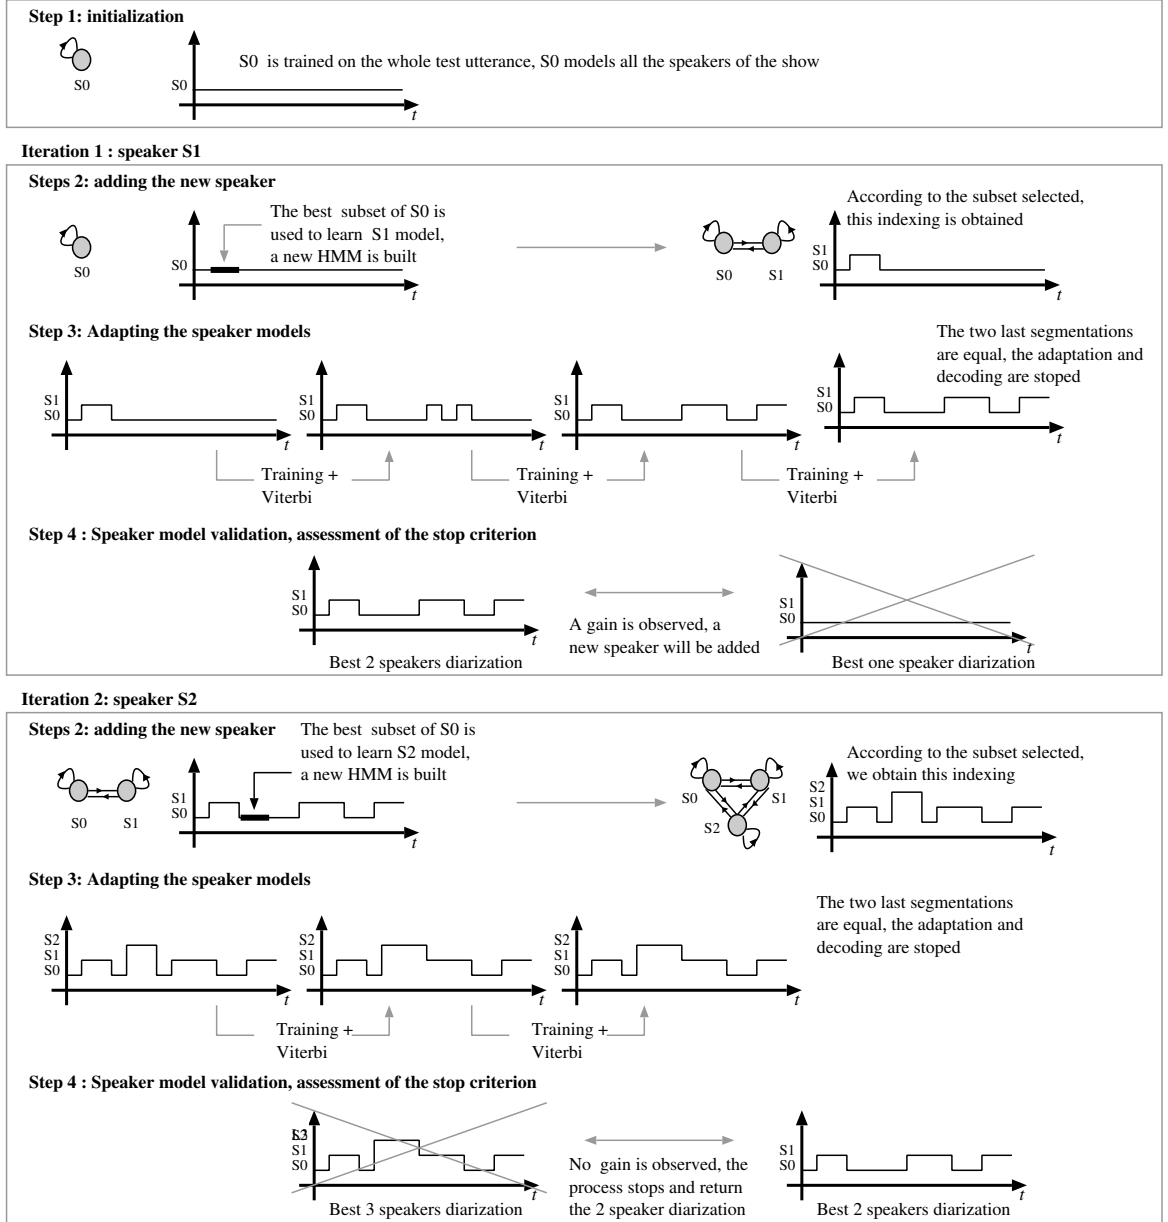 Step 1: initialization
S0 is trained on the whole test utterance, S0 models all the speakers of the show
S0
S0
t
Iteration 1 : speaker S1
Steps 2: adding the new speaker
The best subset of S0 is
used to learn S1 model,
a new HMM is built
S0
S0
t
According to the subset selected,
this indexing is obtained
S0
S1
S1
S0
t
Step 3: Adapting the speaker models
The two last segmentations
are equal, the adaptation and
decoding are stoped
S1
S0
t
S1
S0
t
S1
S0
t
S1
S0
t
Training +
Viterbi
Training +
Viterbi
Training +
Viterbi
Step 4 : Speaker model validation, assessment of the stop criterion
S1
S0
t
Best 2 speakers diarization
A gain is observed, a
new speaker will be added
S1
S0
t
Best one speaker diarization
Iteration 2: speaker S2
Steps 2: adding the new speaker
The best subset of S0 is
used to learn S2 model,
a new HMM is built
S0
S1
S1
S0
t
According to the subset selected,
we obtain this indexing
S0
S1
S2
S2
S1
S0
t
Step 3: Adapting the speaker models
The two last segmentations
are equal, the adaptation and
decoding are stoped
S2
S1
S0
t
S2
S1
S0
t
S2
S1
S0
t
Training +
Viterbi
Training +
Viterbi
Step 4 : Speaker model validation, assessment of the stop criterion
S1
S0
t
Best 3 speakers diarization
No gain is observed, the
process stops and return
the 2 speaker diarization
S1
S0
t
Best 2 speakers diarization